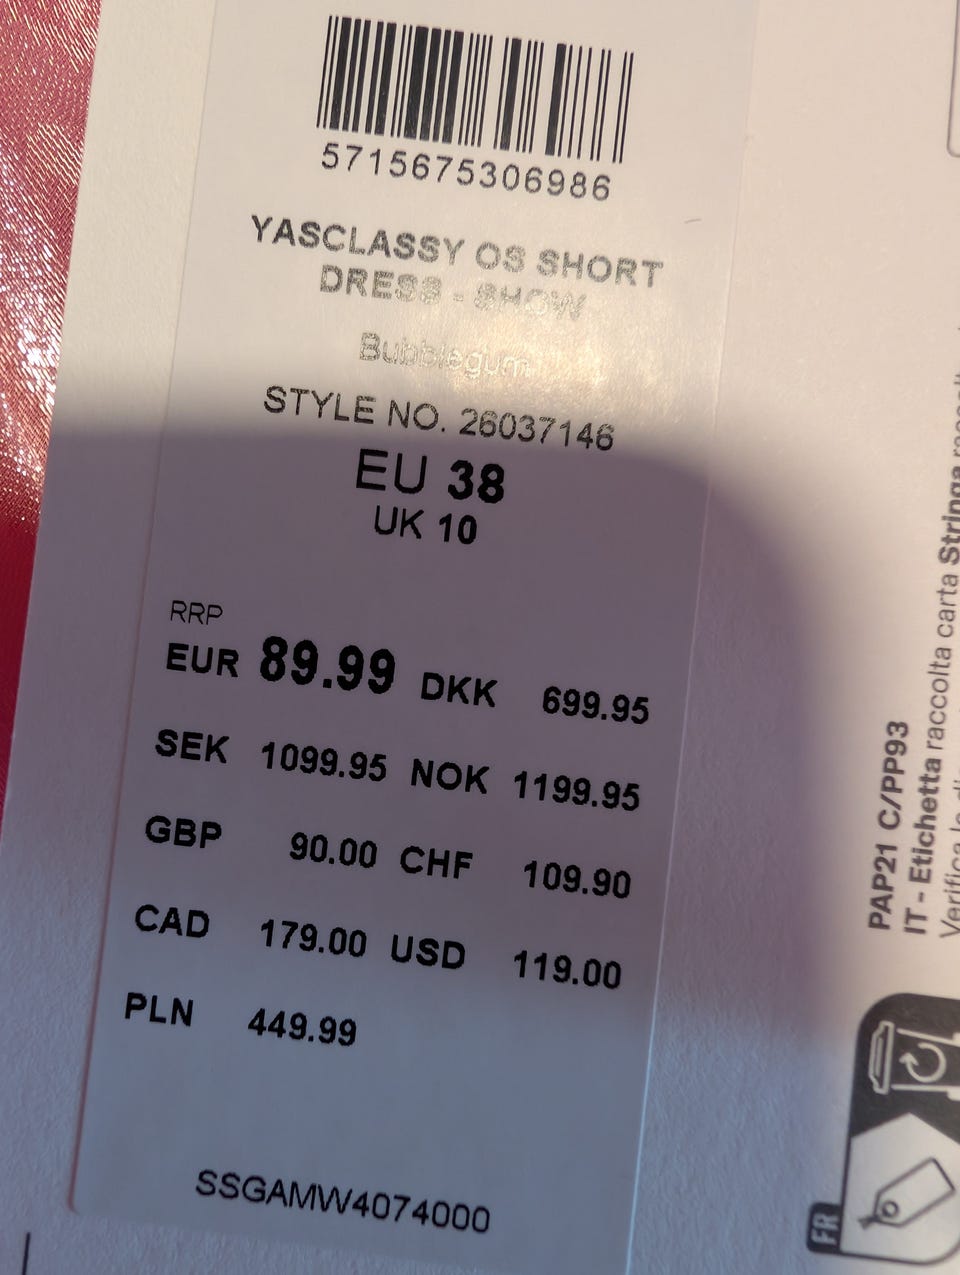 5715675306986
YASCLASSY OS SHORT
DRESS - SHOW
Bubblegum
STYLE NO. 26037146
EU 38
UK 10
RRP
EUR 89.99 DKK 699.95
SEK 1099.95 NOK 1199.95
GBP 90.00 CHF 109.90
CAD 179.00 USD 119.00
PLN 449.99
SSGAMW4074000
PAP21 C/PP93
IT - Etichetta raccolta carta Stringa
FR